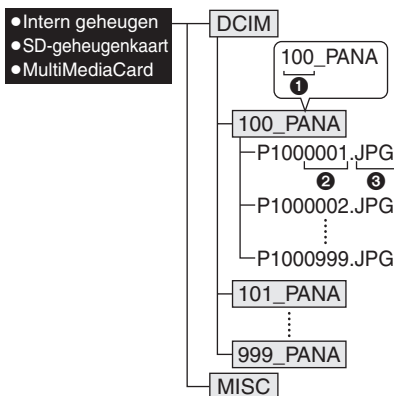 ●Intern geheugen
●SD-geheugenkaart
●MultiMediaCard
DCIM
100_PANA
❶
100_PANA
P1000001.JPG
❷ ❸
P1000002.JPG
P1000999.JPG
101_PANA
999_PANA
MISC